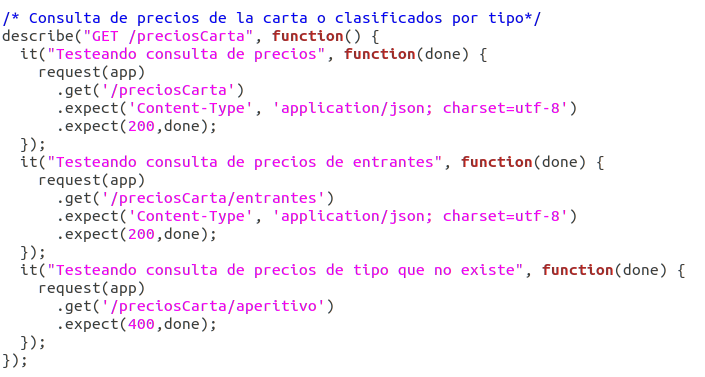 /* Consulta de precios de la carta o clasificados por tipo*/
describe("GET /preciosCarta", function() {
  it("Testeando consulta de precios", function(done) {
    request(app)
      .get('/preciosCarta')
      .expect('Content-Type', 'application/json; charset=utf-8')
      .expect(200,done);
  });
  it("Testeando consulta de precios de entrantes", function(done) {
    request(app)
      .get('/preciosCarta/entrantes')
      .expect('Content-Type', 'application/json; charset=utf-8')
      .expect(200,done);
  });
  it("Testeando consulta de precios de tipo que no existe", function(done) {
    request(app)
      .get('/preciosCarta/aperitivo')
      .expect(400,done);
  });
});